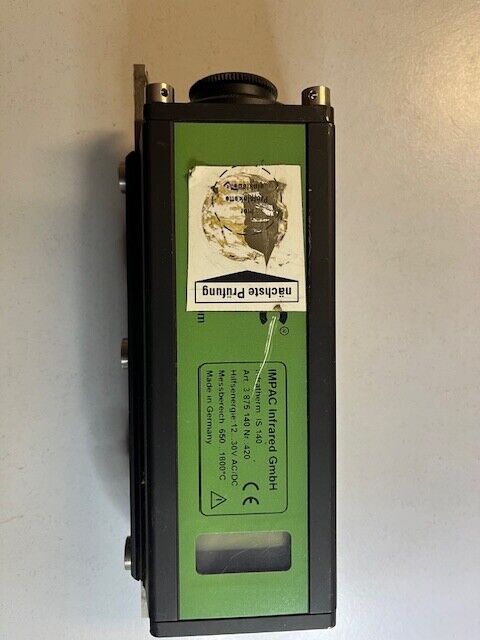 nächste Prüfung
m
®
IMPAC Infrared GmbH
Infratherm IS 140
Art. 3 875 140 Nr. 420
Hilfsenergie:12...30V AC/DC
Messbereich: 650...1800°C
Made in Germany
CE